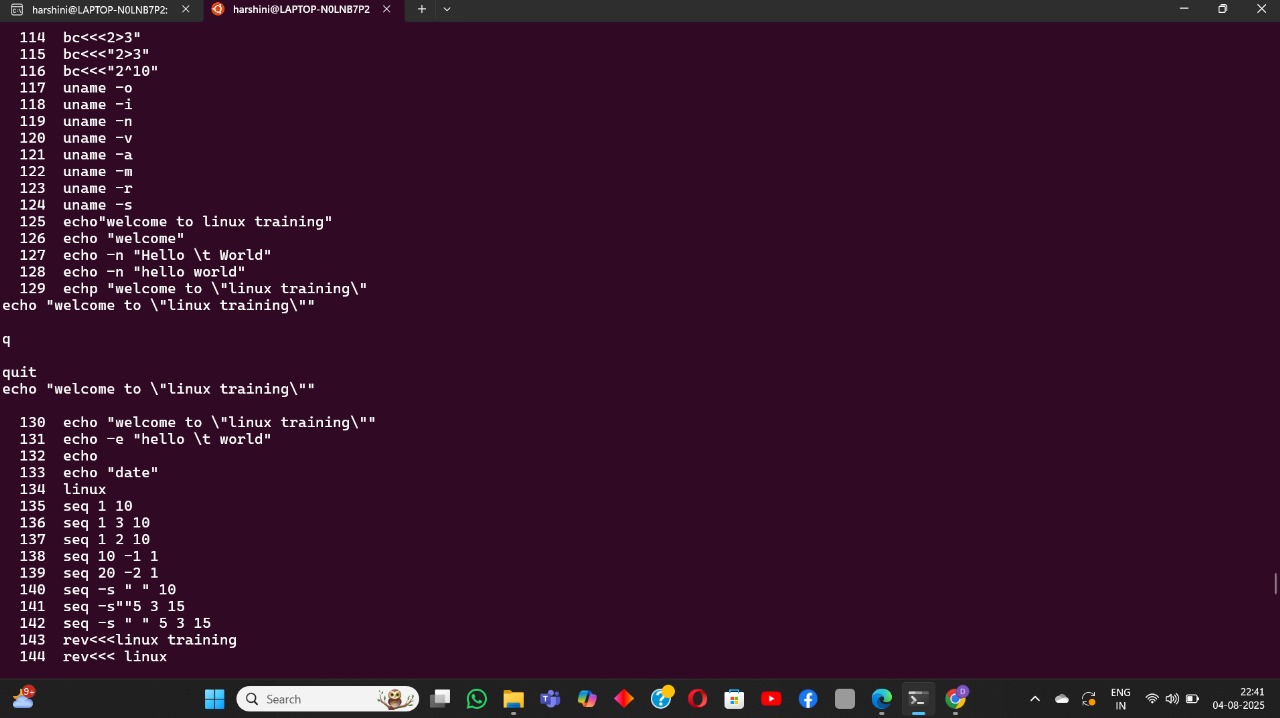 harshini@LAPTOP-N0LNB7P2:
harshini@LAPTOP-N0LNB7P2
114 bc<<<2>3"
115 bc<<<"2>3"
116 bc<<<"2^10"
117 uname -o
118 uname -i
119 uname -n
120 uname -v
121 uname -a
122 uname -m
123 uname -r
124 uname -s
125 echo"welcome to linux training"
126 echo "welcome"
127 echo -n "Hello \t World"
128 echo -n "hello world"
129 echp "welcome to \"linux training\"
echo "welcome to \"linux training\""
q
quit
echo "welcome to \"linux training\""
130 echo "welcome to \"linux training\""
131 echo -e "hello \t world"
132 echo
133 echo "date"
134 linux
135 seq 1 10
136 seq 1 3 10
137 seq 1 2 10
138 seq 10 -1 1
139 seq 20 -2 1
140 seq -s " " 10
141 seq -s""5 3 15
142 seq -s " " 5 3 15
143 rev<<<linux training
144 rev<<< linux
9+
Search
D
ENG
IN
22:41
04-08-2025